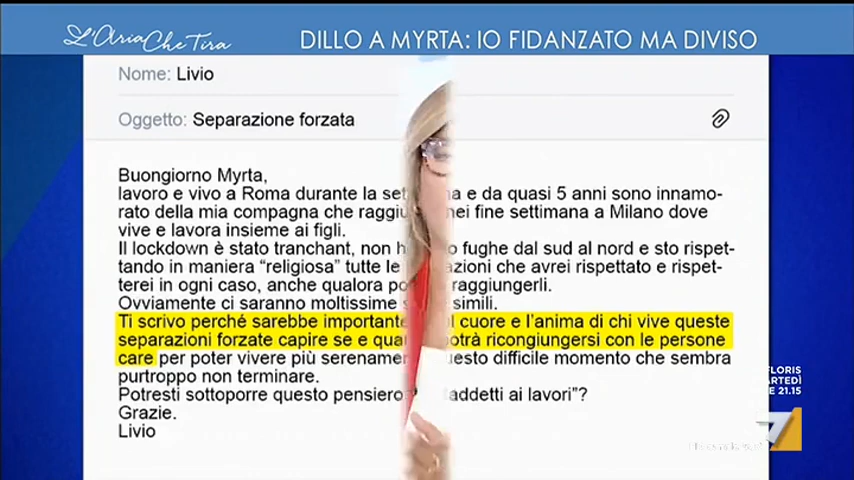 L'Aria Che Tira
DILLO A MYRTA: IO FIDANZATO MA DIVISO
Nome: Livio
Oggetto: Separazione forzata
Buongiorno Myrta,
lavoro e vivo a Roma durante la set na e da quasi 5 anni sono innamo-
rato della mia compagna che raggiu nei fine settimana a Milano dove
vive e lavora insieme ai figli.
Il lockdown è stato tranchant, non h o fughe dal sud al nord e sto rispet-
tando in maniera “religiosa” tutte le azioni che avrei rispettato e rispet-
terei in ogni caso, anche qualora po raggiungerli.
Ovviamente ci saranno moltissime simili.
Ti scrivo perché sarebbe importante l cuore e l’anima di chi vive queste
separazioni forzate capire se e qua potrà ricongiungersi con le persone
care per poter vivere più serenamen questo difficile momento che sembra
purtroppo non terminare.
Potresti sottoporre questo pensiero “addetti ai lavori”?
Grazie.
Livio
FLORIS
ARTEDÌ
E 21.15
7